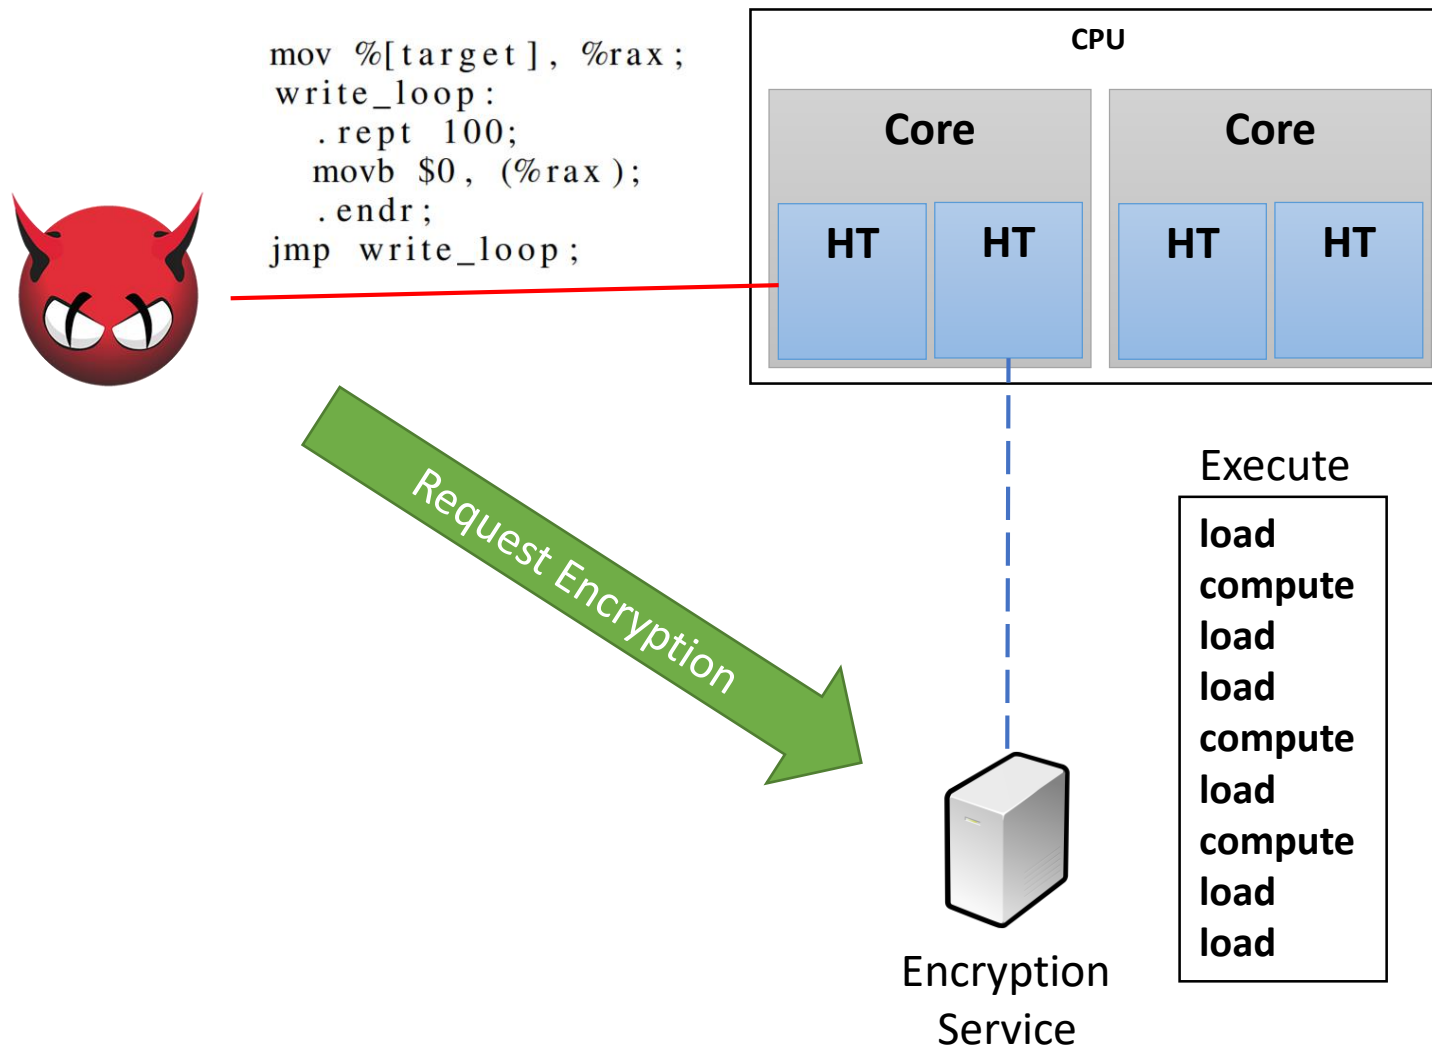 mov %[target], %rax;
write_loop:
.rept 100;
movb $0, (%rax);
.endr;
jmp write_loop;
CPU
Core
Core
HT
HT
HT
HT
Request Encryption
Execute
load
compute
load
load
compute
load
compute
load
load
Encryption
Service